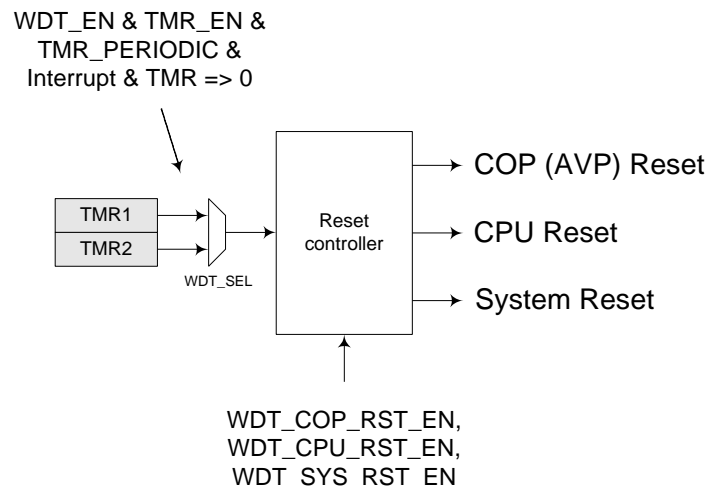 WDT_EN & TMR_EN &
TMR_PERIODIC &
Interrupt & TMR => 0
COP (AVP) Reset
TMR1
Reset
controller
CPU Reset
TMR2
WDT_SEL
System Reset
WDT_COP_RST_EN,
WDT_CPU_RST_EN,
WDT_SYS_RST_EN